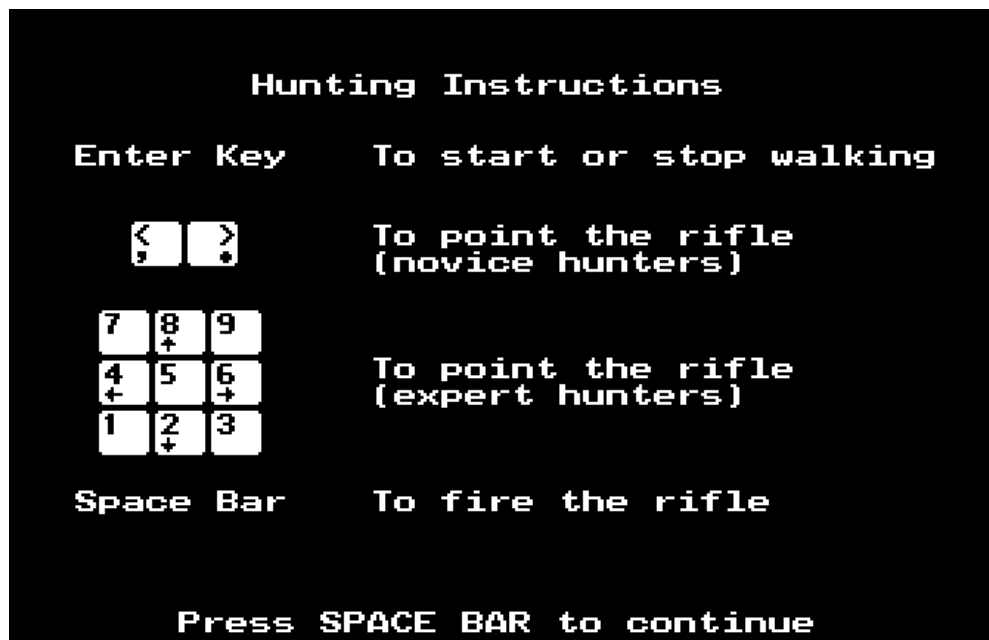 Hunting Instructions
Enter Key To start or stop walking
< > To point the rifle
, . (novice hunters)
7 8 9
↑
4 5 6 To point the rifle
← → (expert hunters)
1 2 3
↓
Space Bar To fire the rifle
Press SPACE BAR to continue